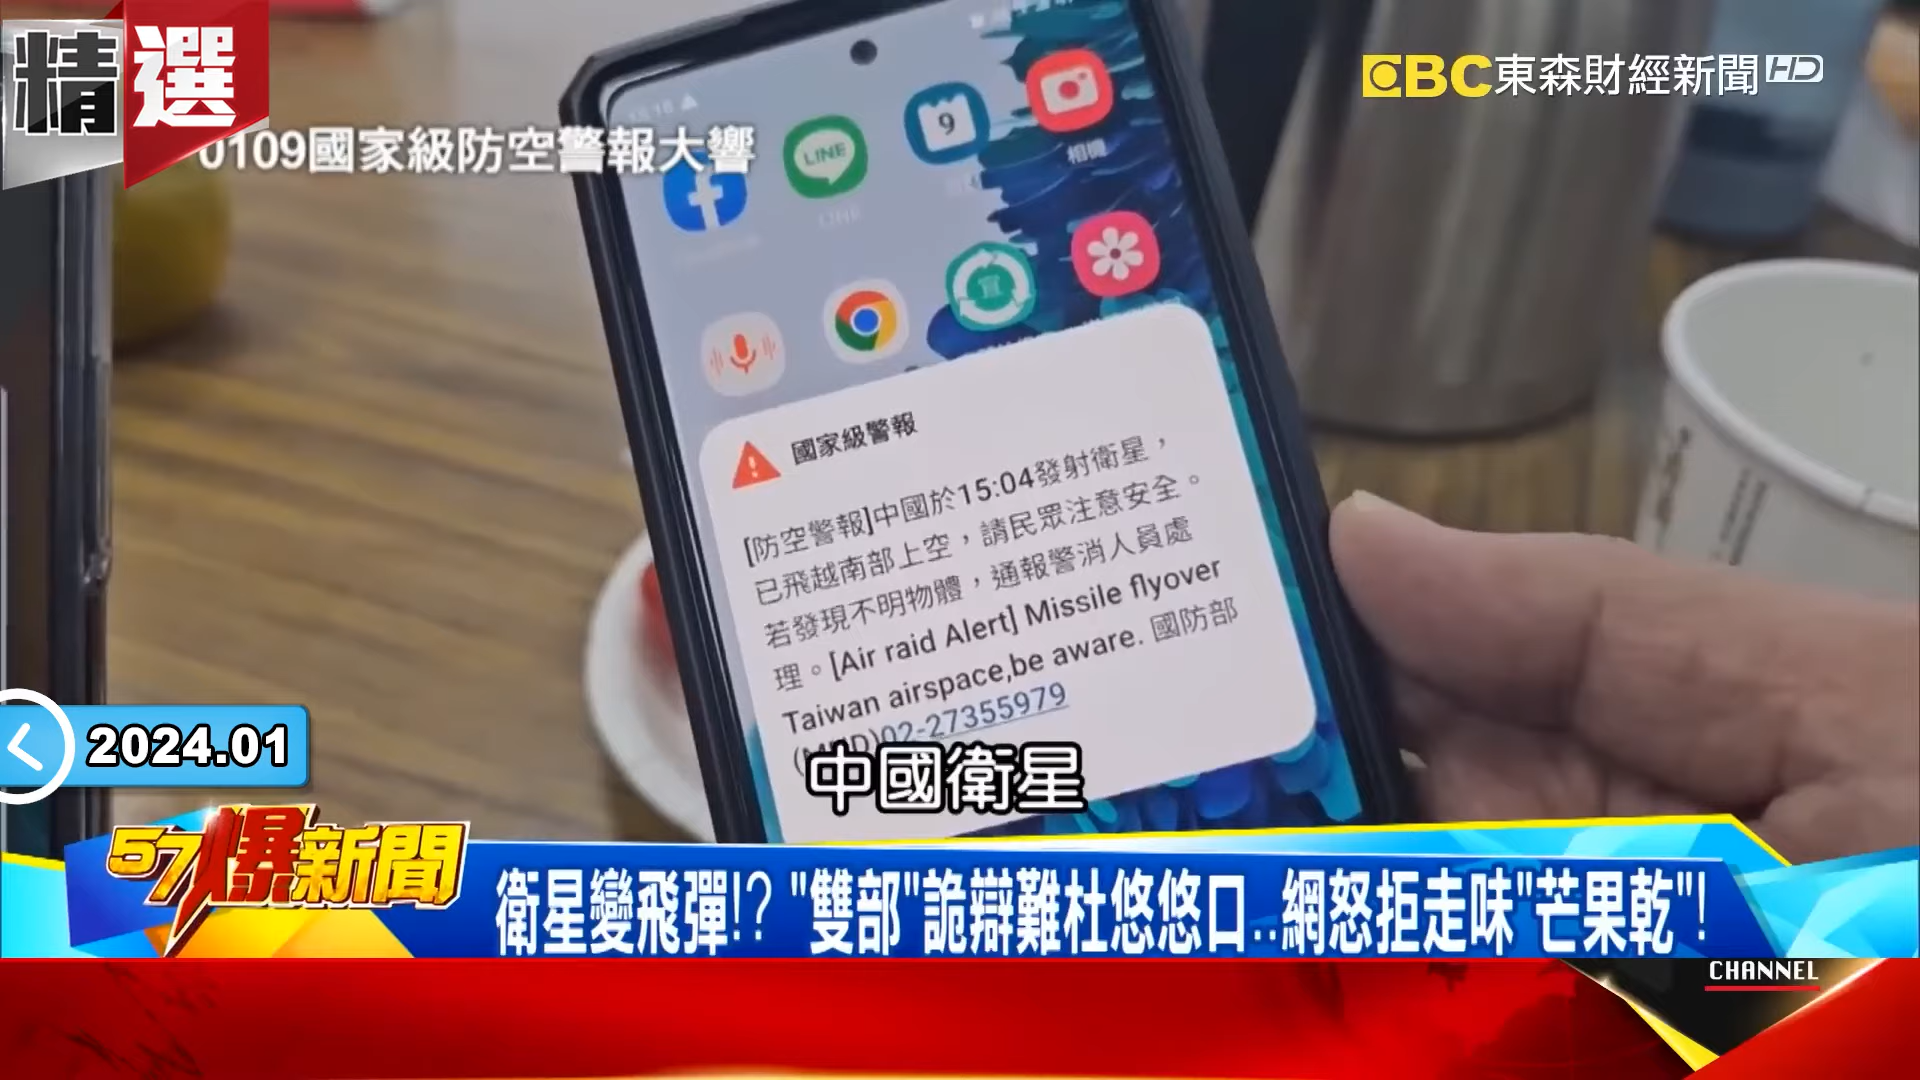 精選
EBC東森財經新聞HD
0109國家級防空警報大響
LINE
9
相機
LINE
國家級警報
[防空警報]中國於15:04發射衛星，
已飛越南部上空，請民眾注意安全。
若發現不明物體，通報警消人員處
理。[Air raid Alert] Missile flyover
Taiwan airspace,be aware. 國防部
02-27355979
中國衛星
2024.01
57爆新聞
衛星變飛彈!? "雙部"詭辯難杜悠悠口..網怒拒走味"芒果乾"!
CHANNEL